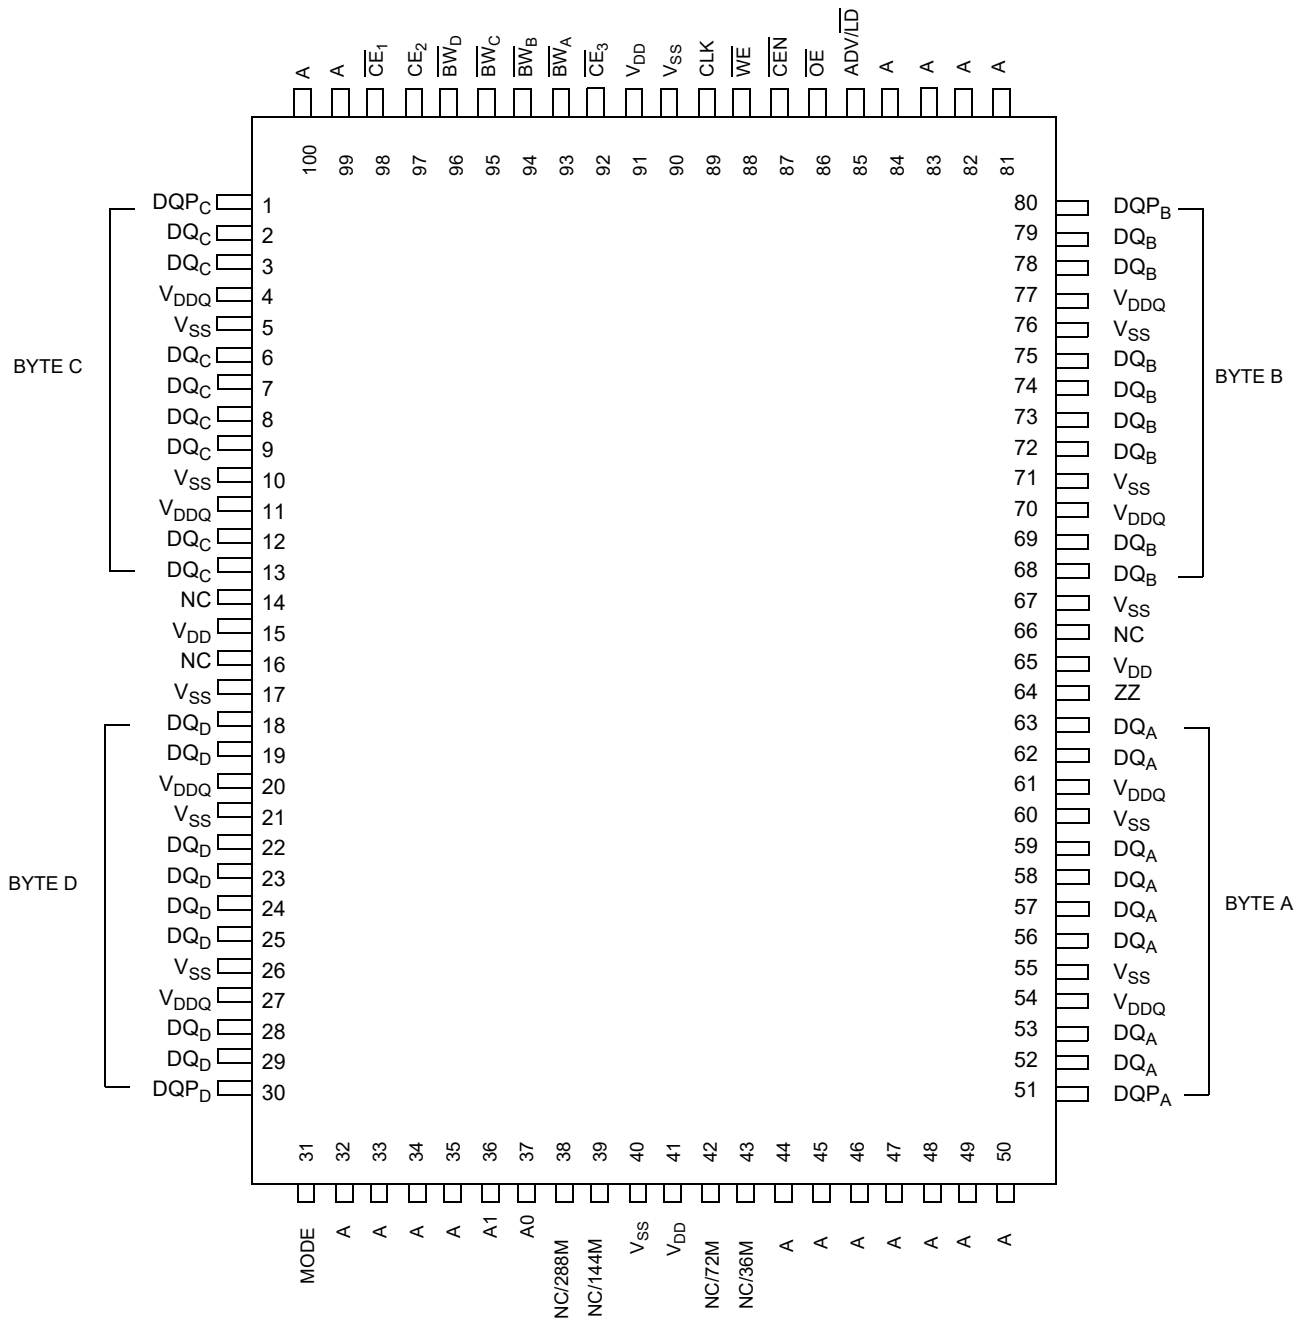 A
A
CE1
CE2
BWD
BWC
BWB
BWA
CE3
VDD
VSS
CLK
WE
CEN
OE
ADV/LD
A
A
A
A
100
99
98
97
96
95
94
93
92
91
90
89
88
87
86
85
84
83
82
81
DQPC 1
DQC 2
DQC 3
VDDQ 4
VSS 5
DQC 6
DQC 7
DQC 8
DQC 9
VSS 10
VDDQ 11
DQC 12
DQC 13
NC 14
VDD 15
NC 16
VSS 17
DQD 18
DQD 19
VDDQ 20
VSS 21
DQD 22
DQD 23
DQD 24
DQD 25
VSS 26
VDDQ 27
DQD 28
DQD 29
DQPD 30
BYTE C
BYTE D
80 DQPB
79 DQB
78 DQB
77 VDDQ
76 VSS
75 DQB
74 DQB
73 DQB
72 DQB
71 VSS
70 VDDQ
69 DQB
68 DQB
67 VSS
66 NC
65 VDD
64 ZZ
63 DQA
62 DQA
61 VDDQ
60 VSS
59 DQA
58 DQA
57 DQA
56 DQA
55 VSS
54 VDDQ
53 DQA
52 DQA
51 DQPA
BYTE B
BYTE A
31
32
33
34
35
36
37
38
39
40
41
42
43
44
45
46
47
48
49
50
MODE
A
A
A
A
A1
A0
NC/288M
NC/144M
VSS
VDD
NC/72M
NC/36M
A
A
A
A
A
A
A